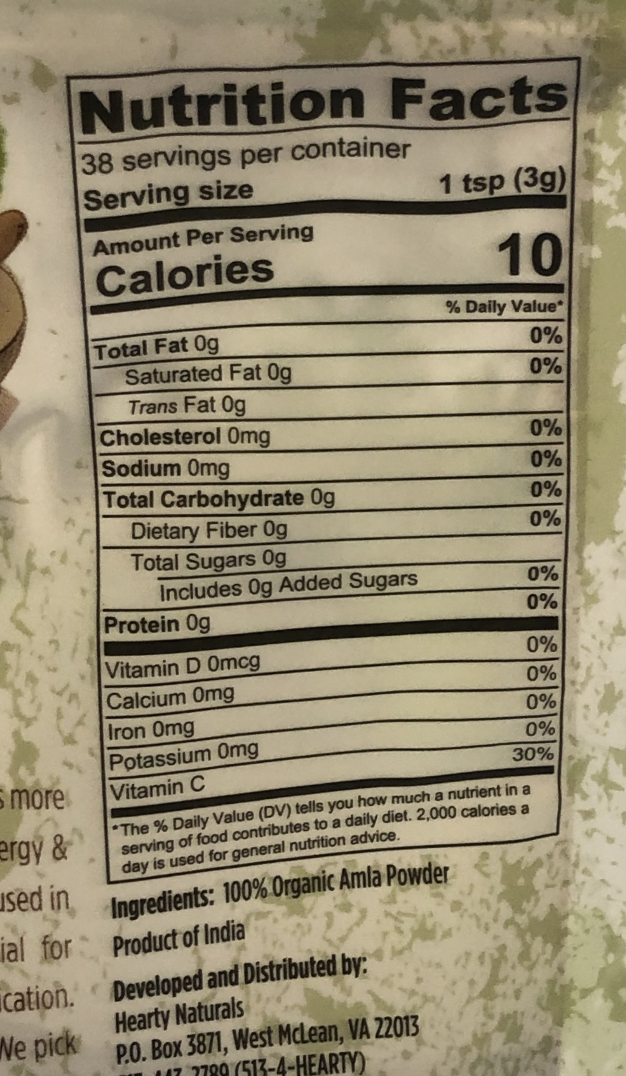 Nutrition Facts
38 servings per container
Serving size 1 tsp (3g)
Amount Per Serving
Calories 10
% Daily Value*
Total Fat 0g 0%
Saturated Fat 0g 0%
Trans Fat 0g
Cholesterol 0mg 0%
Sodium 0mg 0%
Total Carbohydrate 0g 0%
Dietary Fiber 0g 0%
Total Sugars 0g
Includes 0g Added Sugars 0%
Protein 0g 0%
Vitamin D 0mcg 0%
Calcium 0mg 0%
Iron 0mg 0%
Potassium 0mg 0%
Vitamin C 30%
*The % Daily Value (DV) tells you how much a nutrient in a
serving of food contributes to a daily diet. 2,000 calories a
day is used for general nutrition advice.
Ingredients: 100% Organic Amla Powder
Product of India
Developed and Distributed by:
Hearty Naturals
P.O. Box 3871, West McLean, VA 22013
2789 (513-4-HEARTY)
more
&
used in
for
We pick